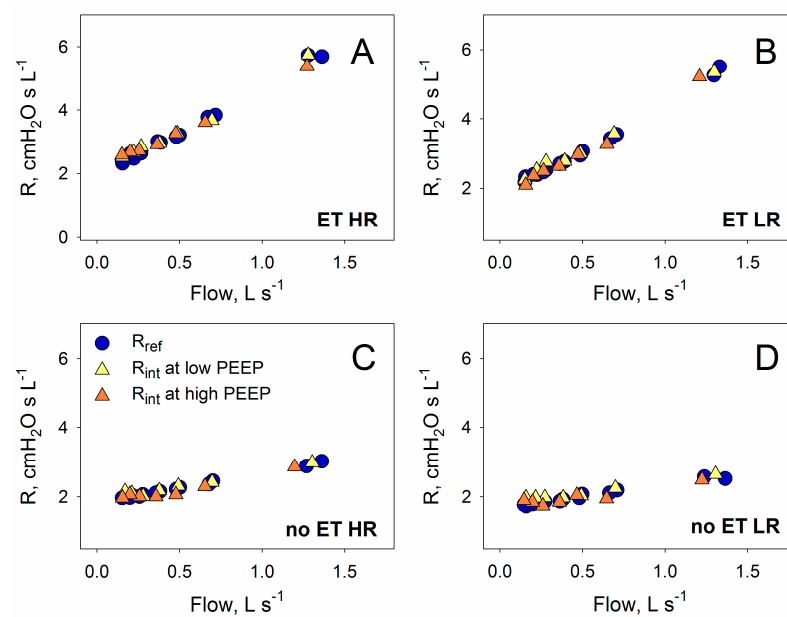 A
6
4
2
0
R, cmH₂O s L⁻¹
ET HR
0.0 0.5 1.0 1.5
Flow, L s⁻¹
B
6
4
2
R, cmH₂O s L⁻¹
ET LR
0.0 0.5 1.0 1.5
Flow, L s⁻¹
C
R_ref
R_int at low PEEP
R_int at high PEEP
6
4
2
R, cmH₂O s L⁻¹
no ET HR
0.0 0.5 1.0 1.5
Flow, L s⁻¹
D
6
4
2
R, cmH₂O s L⁻¹
no ET LR
0.0 0.5 1.0 1.5
Flow, L s⁻¹